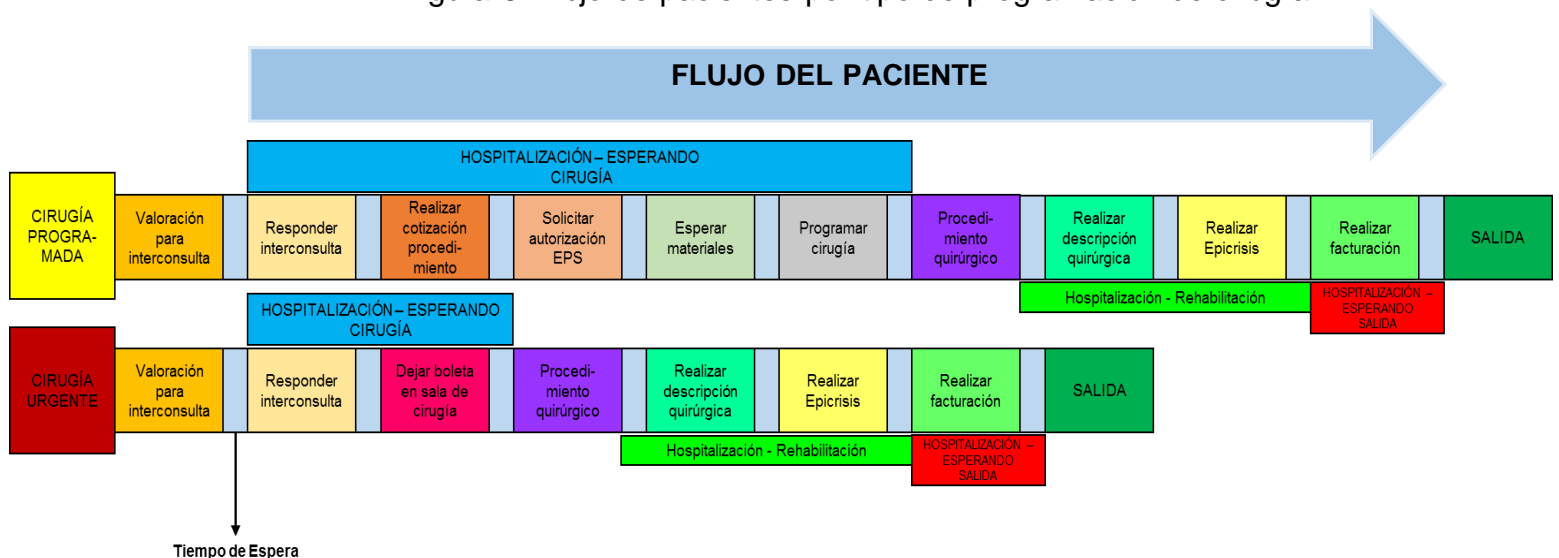 FLUJO DEL PACIENTE
HOSPITALIZACIÓN – ESPERANDO
CIRUGÍA
CIRUGÍA
PROGRA-
MADA
Valoración
para
interconsulta
Responder
interconsulta
Realizar
cotización
procedi-
miento
Solicitar
autorización
EPS
Esperar
materiales
Programar
cirugía
Procedi-
miento
quirúrgico
Realizar
descripción
quirúrgica
Realizar
Epicrisis
Realizar
facturación
SALIDA
Hospitalización - Rehabilitación
HOSPITALIZACIÓN –
ESPERANDO
SALIDA
HOSPITALIZACIÓN – ESPERANDO
CIRUGÍA
CIRUGÍA
URGENTE
Valoración
para
interconsulta
Responder
interconsulta
Dejar boleta
en sala de
cirugía
Procedi-
miento
quirúrgico
Realizar
descripción
quirúrgica
Realizar
Epicrisis
Realizar
facturación
SALIDA
Hospitalización - Rehabilitación
HOSPITALIZACIÓN –
ESPERANDO
SALIDA
Tiempo de Espera